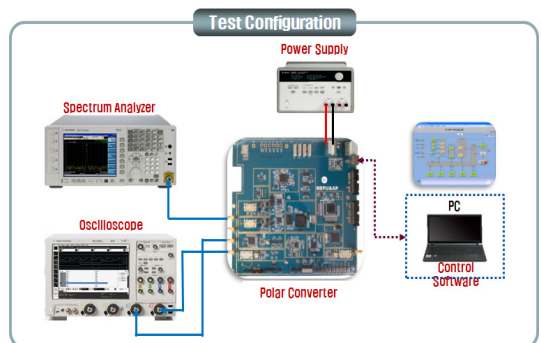 Test Configuration
Power Supply
Spectrum Analyzer
Oscilloscope
PC
Control
Software
Polar Converter